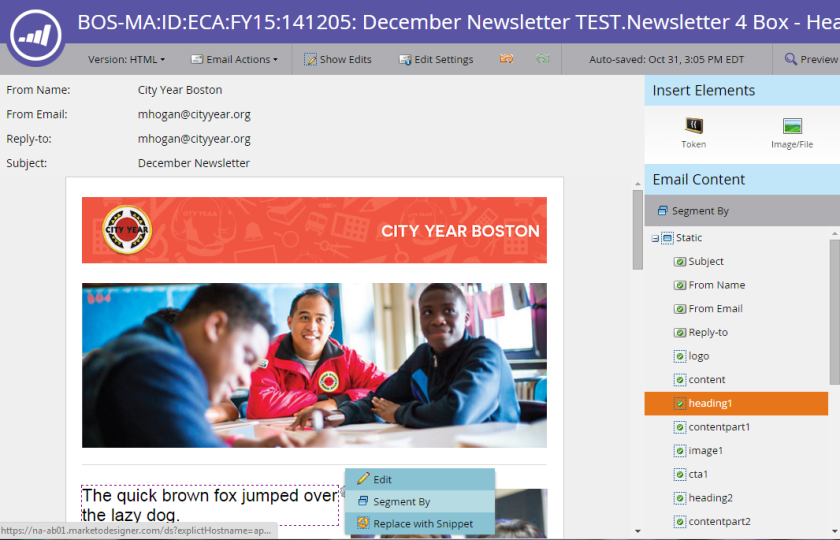 BOS-MA:ID:ECA:FY15:141205: December Newsletter TEST.Newsletter 4 Box - Hea
Version: HTML Email Actions Show Edits Edit Settings Auto-saved: Oct 31, 3:05 PM EDT Preview
From Name: City Year Boston
From Email: mhogan@cityyear.org
Reply-to: mhogan@cityyear.org
Subject: December Newsletter
CITY YEAR
CITY YEAR BOSTON
The quick brown fox jumped over
the lazy dog.
Edit
Segment By
Replace with Snippet
https://na-ab01.marketodesigner.com/ds?explictHostname=ap...
Insert Elements
Token Image/File
Email Content
Segment By
Static
Subject
From Name
From Email
Reply-to
logo
content
heading1
contentpart1
image1
cta1
heading2
contentpart2